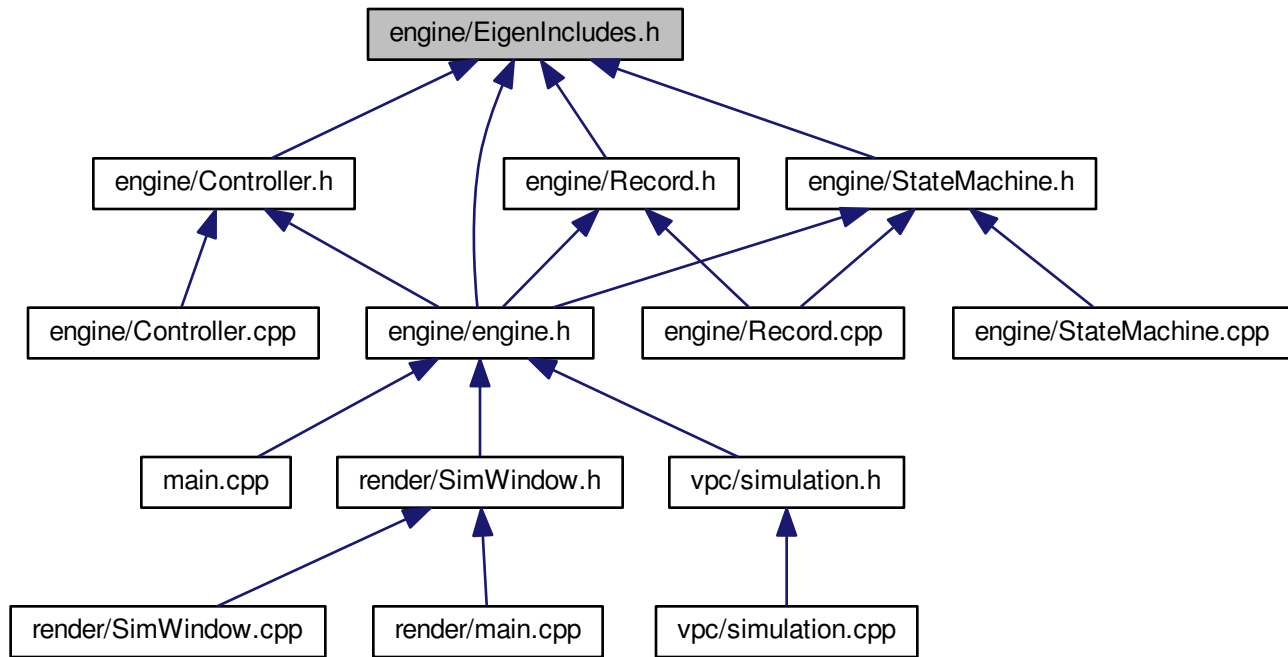 engine/EigenIncludes.h
engine/Controller.h
engine/Record.h
engine/StateMachine.h
engine/Controller.cpp
engine/engine.h
engine/Record.cpp
engine/StateMachine.cpp
main.cpp
render/SimWindow.h
vpc/simulation.h
render/SimWindow.cpp
render/main.cpp
vpc/simulation.cpp